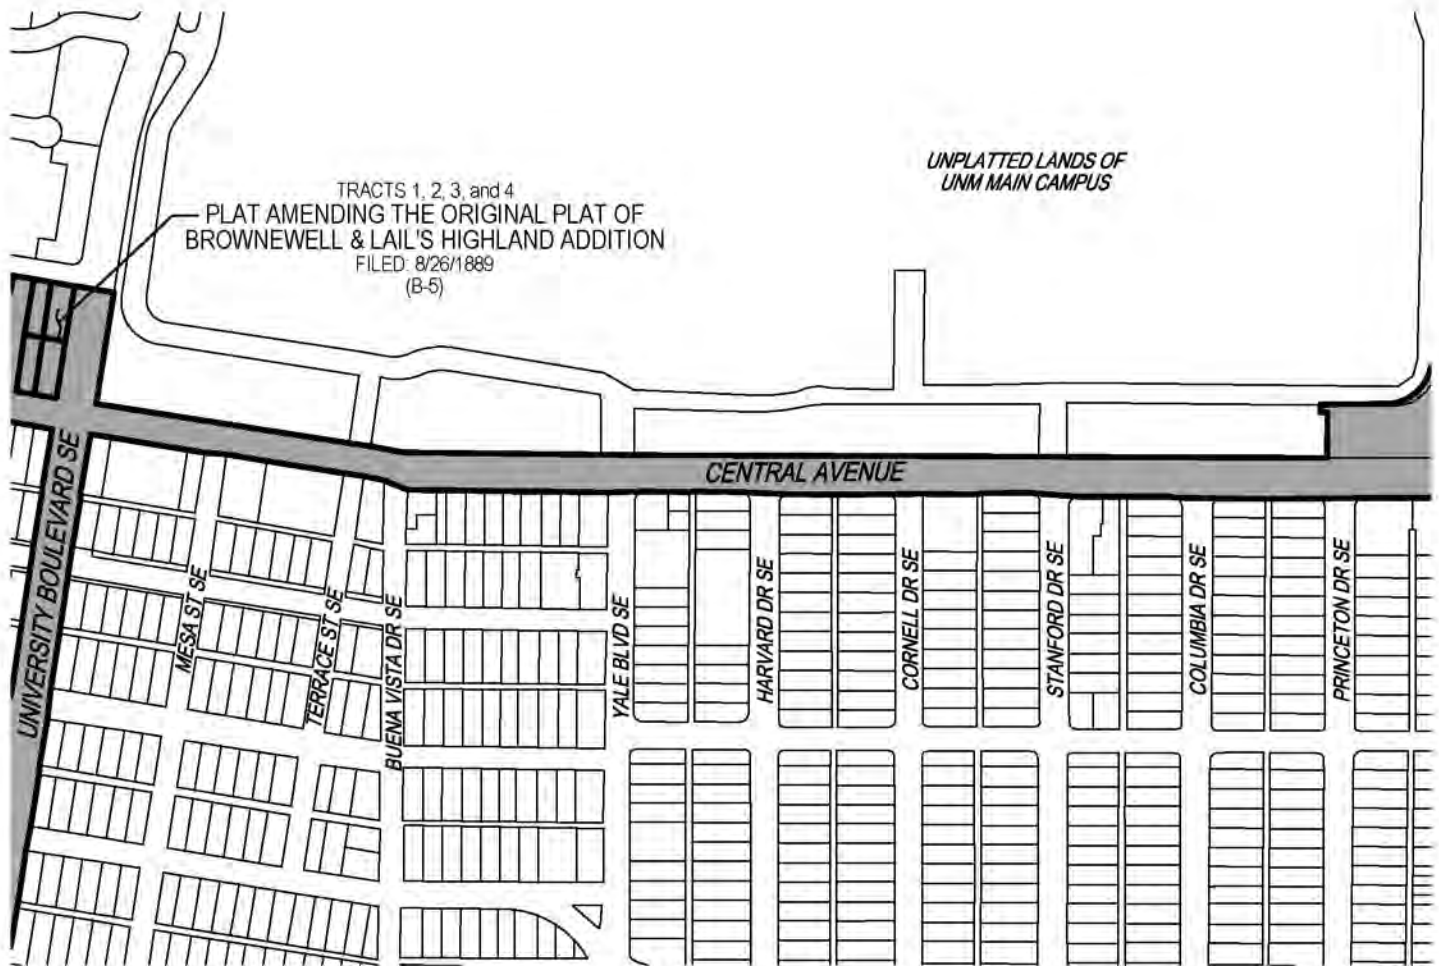 UNPLATTED LANDS OF
UNM MAIN CAMPUS
TRACTS 1, 2, 3, and 4
PLAT AMENDING THE ORIGINAL PLAT OF
BROWNEWELL & LAIL'S HIGHLAND ADDITION
FILED: 8/26/1889
(B-5)
CENTRAL AVENUE
UNIVERSITY BOULEVARD SE
MESA ST SE
TERRACE ST SE
BUENA VISTA DR SE
YALE BLVD SE
HARVARD DR SE
CORNELL DR SE
STANFORD DR SE
COLUMBIA DR SE
PRINCETON DR SE